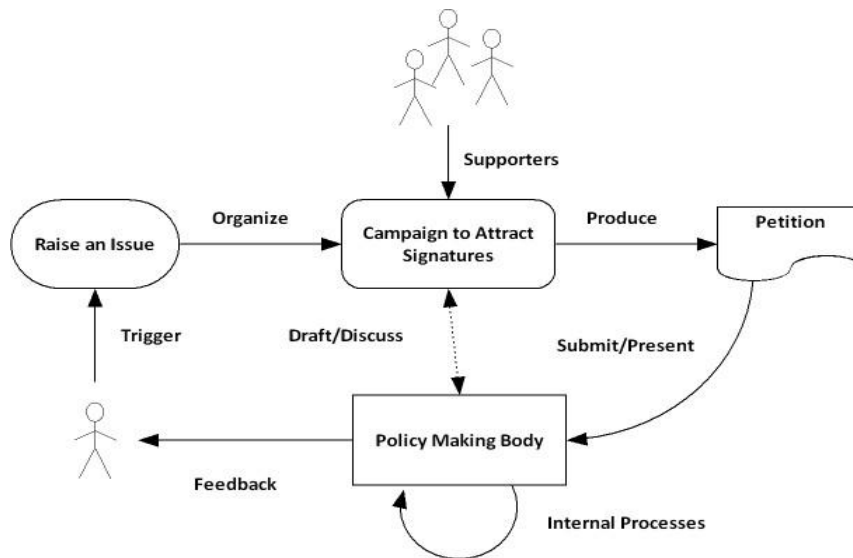 Supporters
Organize
Produce
Petition
Raise an Issue
Campaign to Attract
Signatures
Trigger
Draft/Discuss
Submit/Present
Policy Making Body
Feedback
Internal Processes